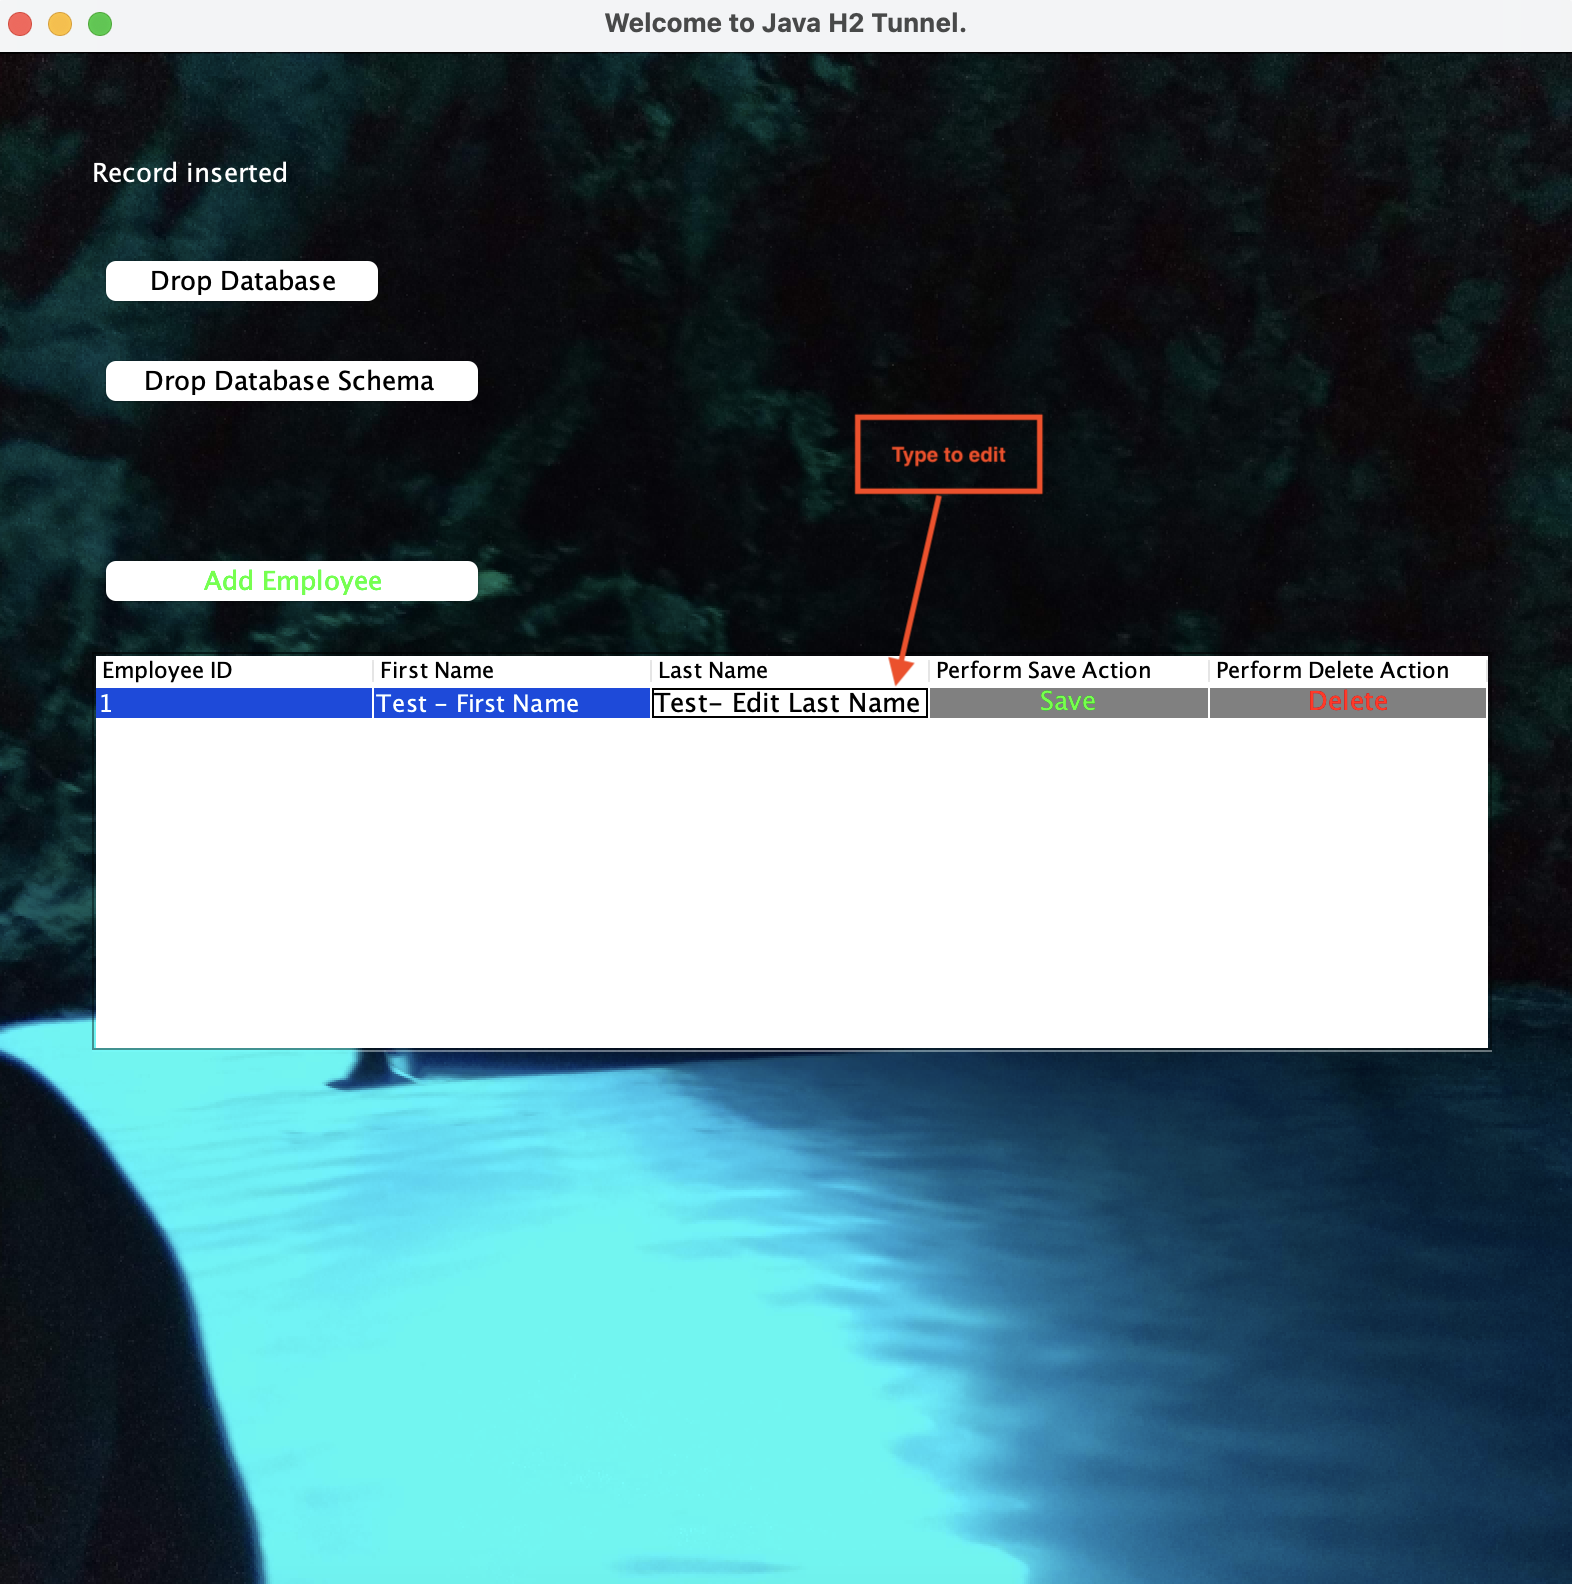 Welcome to Java H2 Tunnel.
Record inserted
Drop Database
Drop Database Schema
Type to edit
Add Employee
Employee ID First Name Last Name Perform Save Action Perform Delete Action
1 Test - First Name Test- Edit Last Name Save Delete